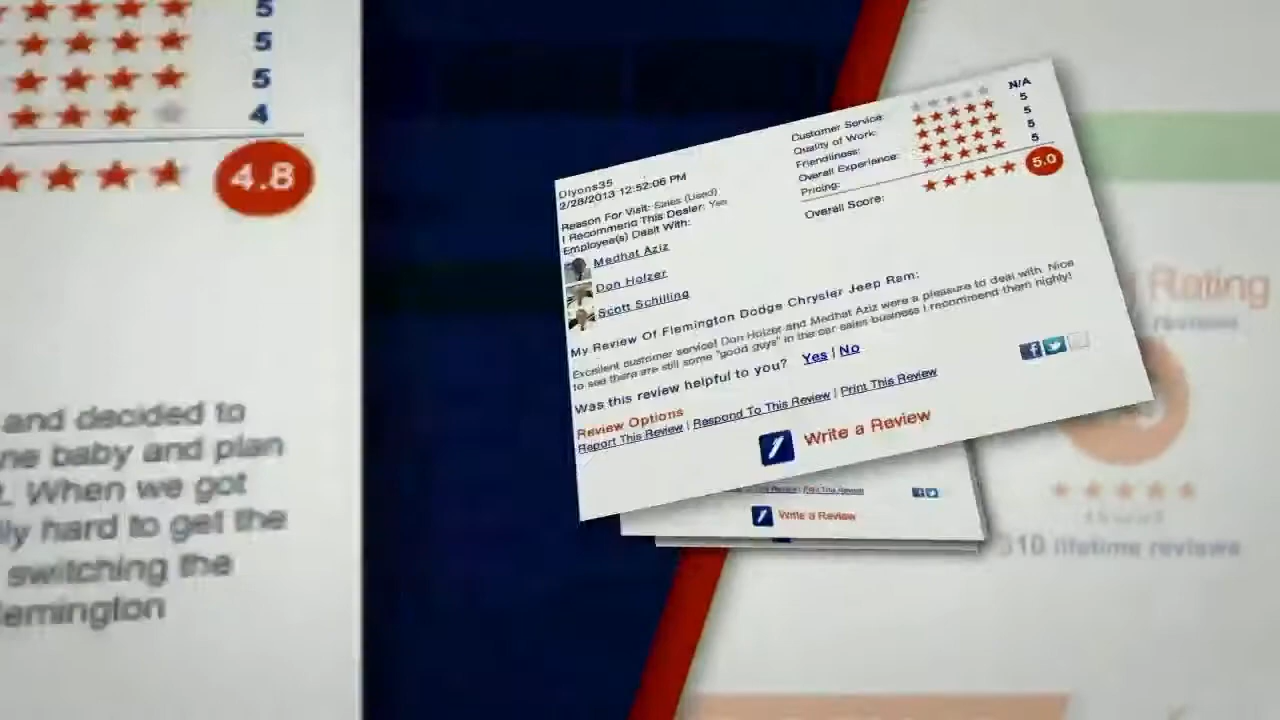 5
5
5
4
4.8
and decided to
ne baby and plan
t. When we got
lly hard to get the
switching the
lemington
Dlyons35
2/28/2013 12:52:06 PM
Reason For Visit: Sales (Used)
I Recommend This Dealer: Yes
Employee(s) Dealt With:
Medhat Aziz
Don Holzer
Scott Schilling
Customer Service: N/A
Quality of Work: 5
Friendliness: 5
Overall Experience: 5
Pricing: 5
Overall Score: 5.0
My Review Of Flemington Dodge Chrysler Jeep Ram:
Excellent customer service! Don Holzer and Medhat Aziz were a pleasure to deal with. Nice
to see there are still some "good guys" in the car sales business I recommend them highly!
Was this review helpful to you? Yes | No
Review Options
Report This Review | Respond To This Review | Print This Review
Write a Review
Write a Review
Rating
reviews
310 lifetime reviews